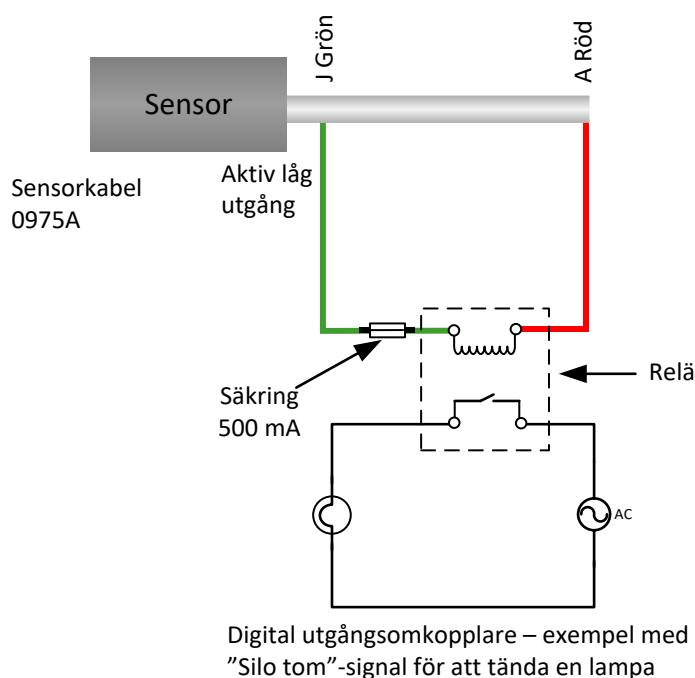 J Grön
A Röd
Sensor
Sensorkabel
0975A
Aktiv låg
utgång
Säkring
500 mA
Relä
AC
Digital utgångsomkopplare – exempel med
”Silo tom”-signal för att tända en lampa